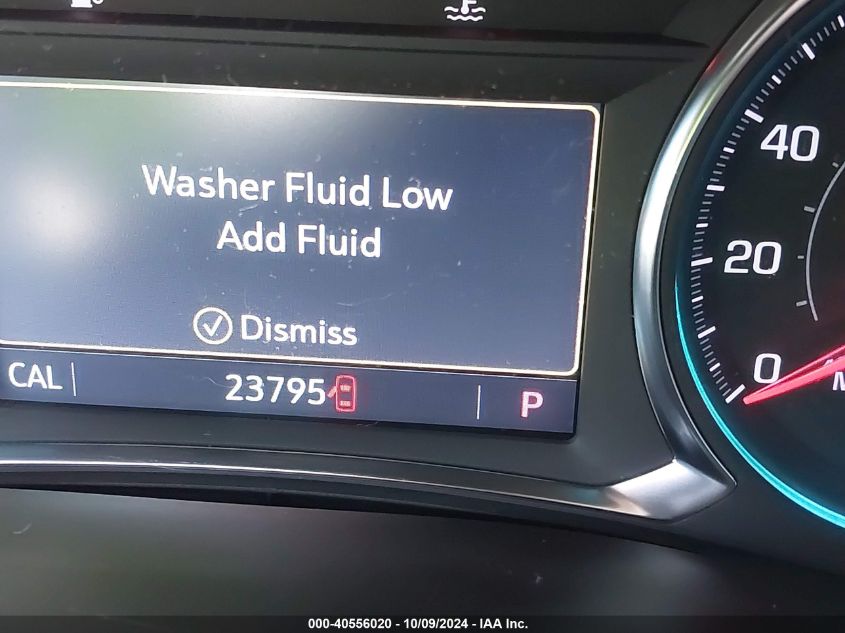 Washer Fluid Low
Add Fluid
Dismiss
CAL 23795 P
40
20
0
000-40556020 - 10/09/2024 - IAA Inc.